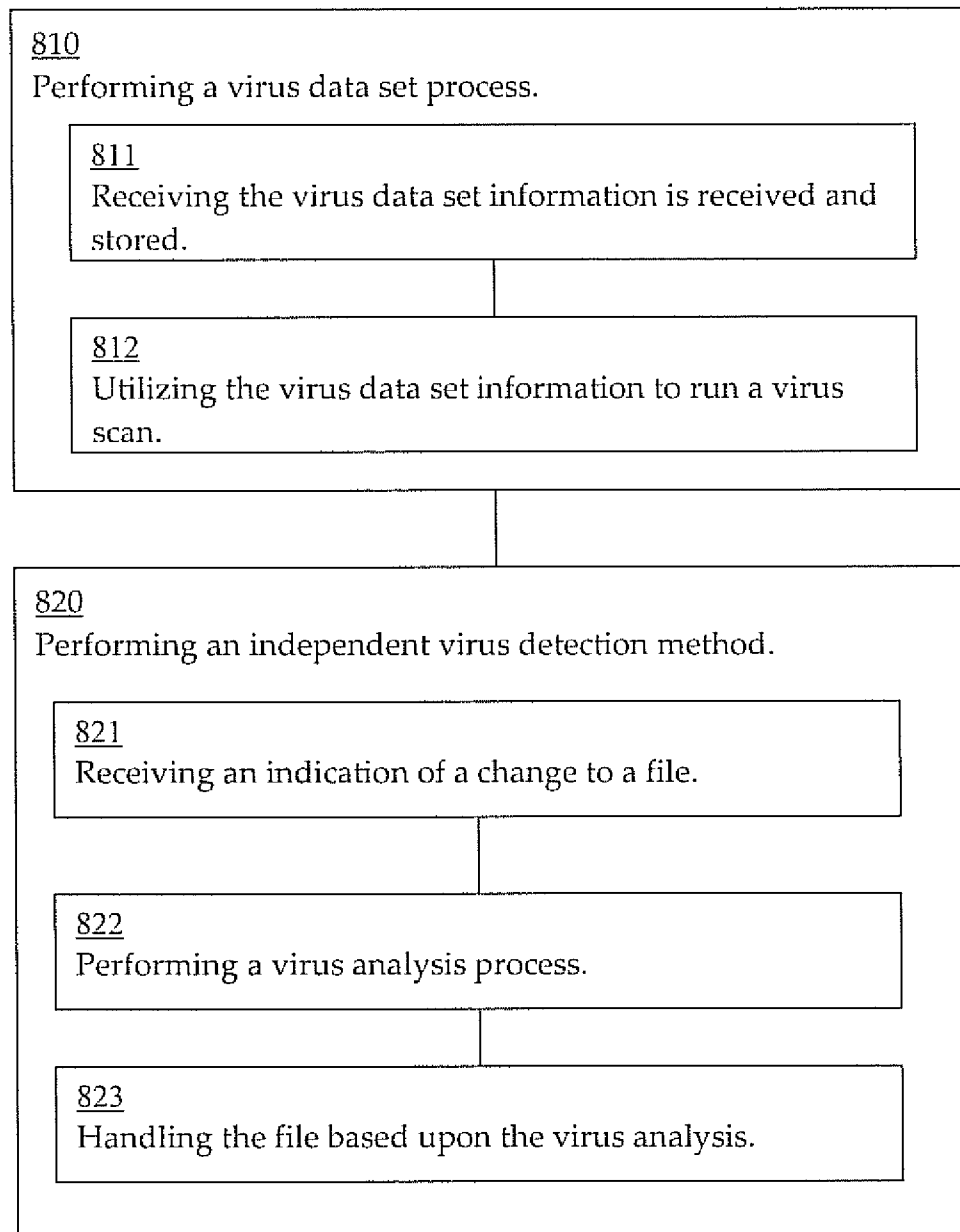 810
Performing a virus data set process.
811
Receiving the virus data set information is received and
stored.
812
Utilizing the virus data set information to run a virus
scan.
820
Performing an independent virus detection method.
821
Receiving an indication of a change to a file.
822
Performing a virus analysis process.
823
Handling the file based upon the virus analysis.